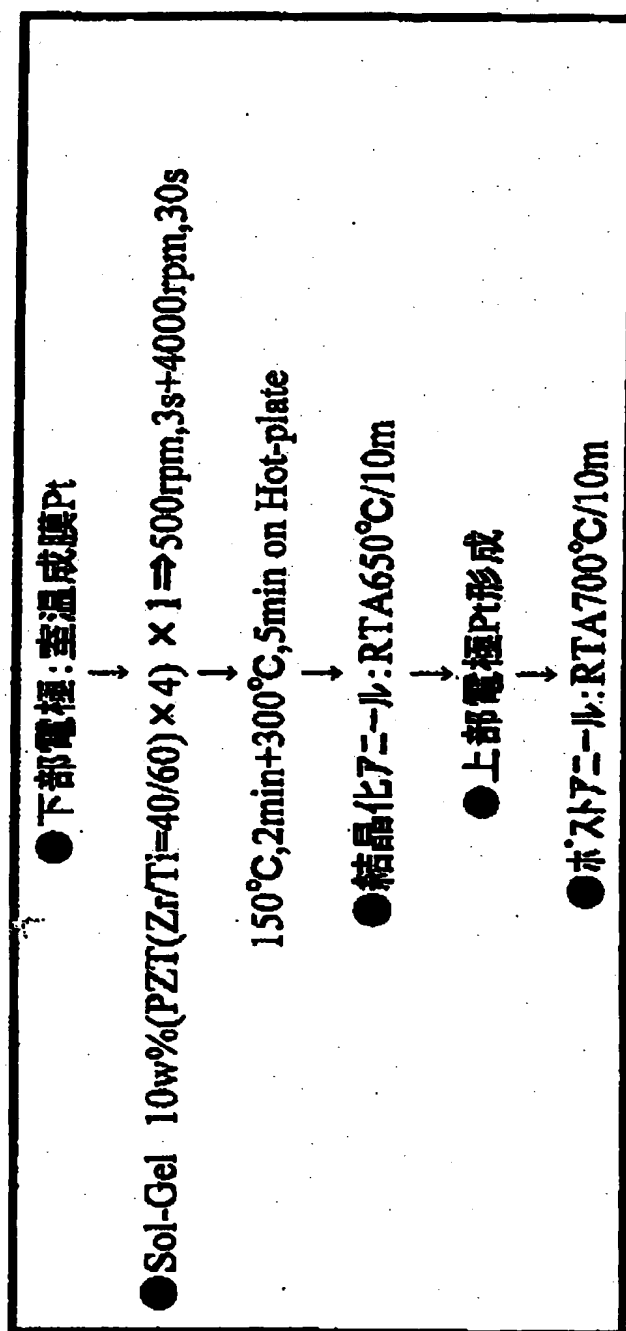 ●下部電極:室温成膜Pt
↓
●Sol-Gel 10w%(PZT(Zr/Ti=40/60)×4)×1⇒500rpm,3s+4000rpm,30s
↓
150℃,2min+300℃,5min on Hot-plate
↓
●結晶化アニール:RTA650℃/10m
↓
●上部電極Pt形成
↓
●ポストアニール:RTA700℃/10m